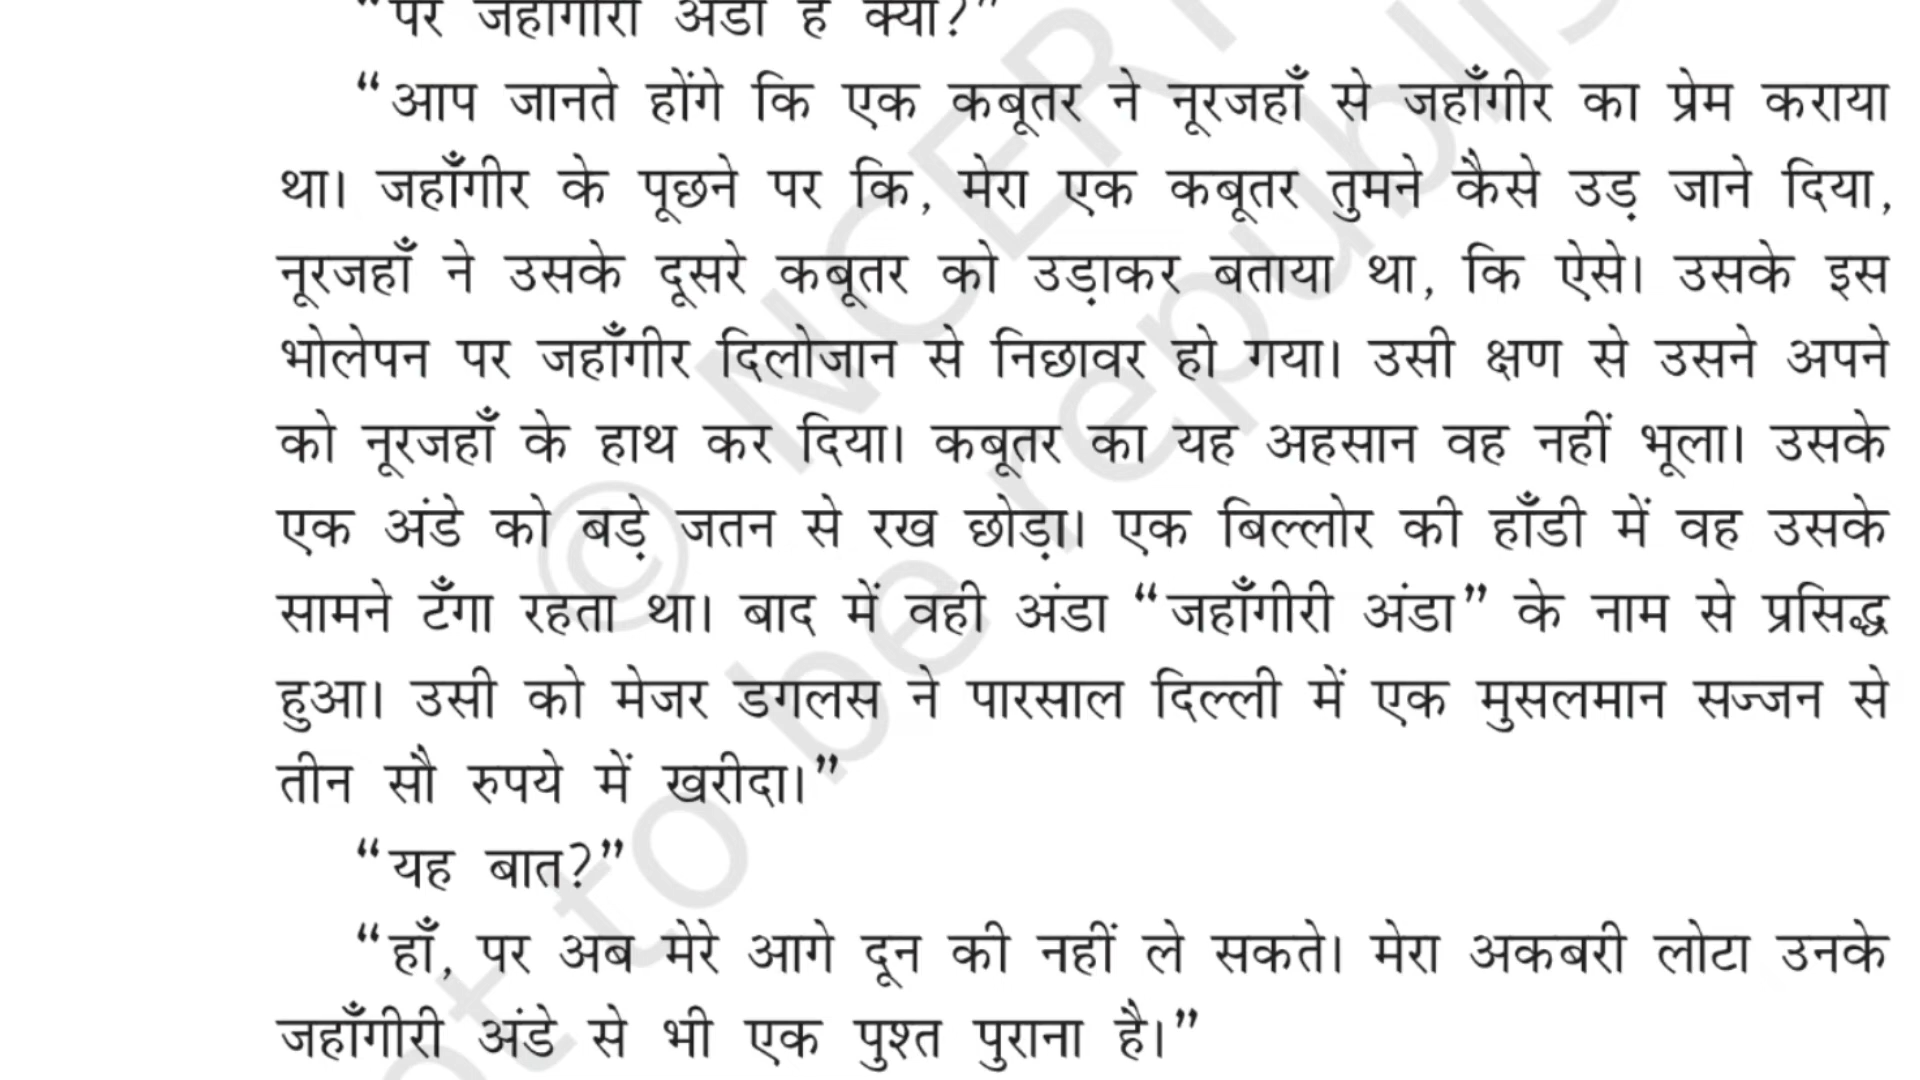 “पर जहाँगीरी अंडा है क्या?”
“आप जानते होंगे कि एक कबूतर ने नूरजहाँ से जहाँगीर का प्रेम कराया
था। जहाँगीर के पूछने पर कि, मेरा एक कबूतर तुमने कैसे उड़ जाने दिया,
नूरजहाँ ने उसके दूसरे कबूतर को उड़ाकर बताया था, कि ऐसे। उसके इस
भोलेपन पर जहाँगीर दिलोजान से निछावर हो गया। उसी क्षण से उसने अपने
को नूरजहाँ के हाथ कर दिया। कबूतर का यह अहसान वह नहीं भूला। उसके
एक अंडे को बड़े जतन से रख छोड़ा। एक बिल्लोर की हाँडी में वह उसके
सामने टँगा रहता था। बाद में वही अंडा “जहाँगीरी अंडा” के नाम से प्रसिद्ध
हुआ। उसी को मेजर डगलस ने पारसाल दिल्ली में एक मुसलमान सज्जन से
तीन सौ रुपये में खरीदा।”
“यह बात?”
“हाँ, पर अब मेरे आगे दून की नहीं ले सकते। मेरा अकबरी लोटा उनके
जहाँगीरी अंडे से भी एक पुश्त पुराना है।”
© NCERT
to be republis